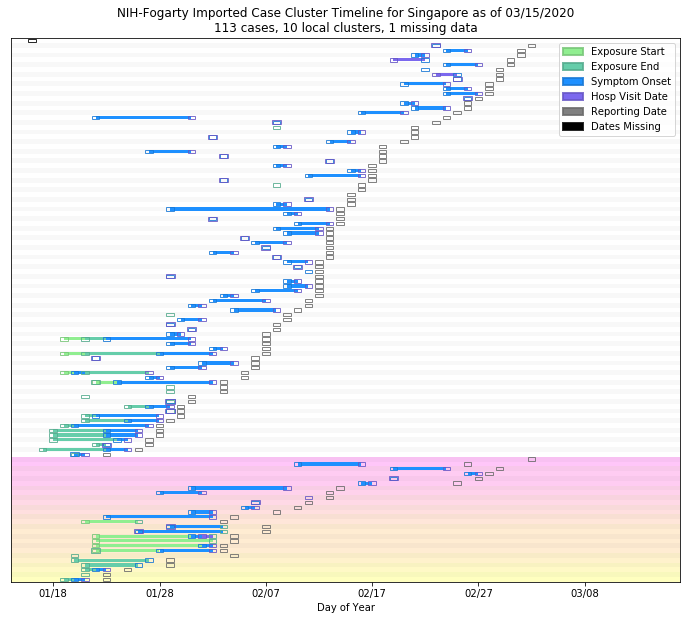 NIH-Fogarty Imported Case Cluster Timeline for Singapore as of 03/15/2020
113 cases, 10 local clusters, 1 missing data
Exposure Start
Exposure End
Symptom Onset
Hosp Visit Date
Reporting Date
Dates Missing
01/18 01/28 02/07 02/17 02/27 03/08
Day of Year